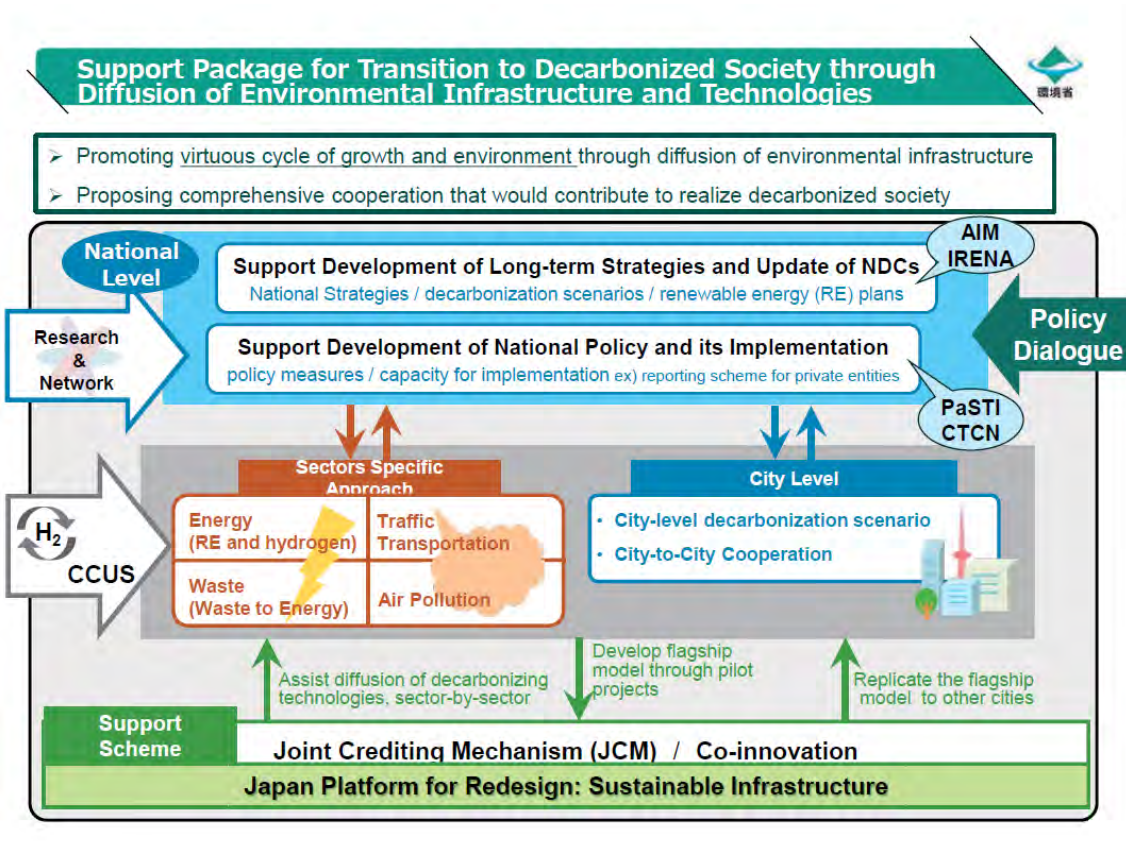 Support Package for Transition to Decarbonized Society through
Diffusion of Environmental Infrastructure and Technologies
環境省
➢ Promoting virtuous cycle of growth and environment through diffusion of environmental infrastructure
➢ Proposing comprehensive cooperation that would contribute to realize decarbonized society
National
Level
AIM
IRENA
Support Development of Long-term Strategies and Update of NDCs
National Strategies / decarbonization scenarios / renewable energy (RE) plans
Research
&
Network
Policy
Dialogue
Support Development of National Policy and its Implementation
policy measures / capacity for implementation ex) reporting scheme for private entities
PaSTI
CTCN
H2
CCUS
Sectors Specific
Approach
Energy
(RE and hydrogen)
Traffic
Transportation
Waste
(Waste to Energy)
Air Pollution
City Level
• City-level decarbonization scenario
• City-to-City Cooperation
Assist diffusion of decarbonizing
technologies, sector-by-sector
Develop flagship
model through pilot
projects
Replicate the flagship
model to other cities
Support
Scheme
Joint Crediting Mechanism (JCM) / Co-innovation
Japan Platform for Redesign: Sustainable Infrastructure